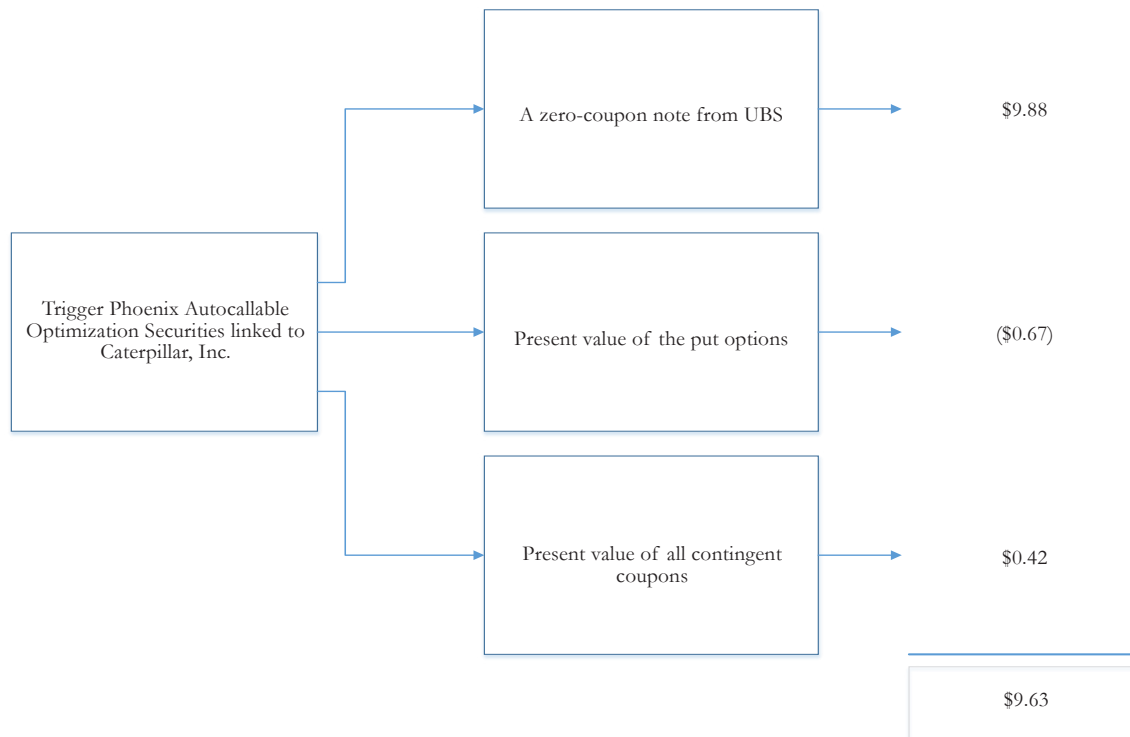 A zero-coupon note from UBS
$9.88
Trigger Phoenix Autocallable
Optimization Securities linked to
Caterpillar, Inc.
Present value of the put options
($0.67)
Present value of all contingent
coupons
$0.42
$9.63